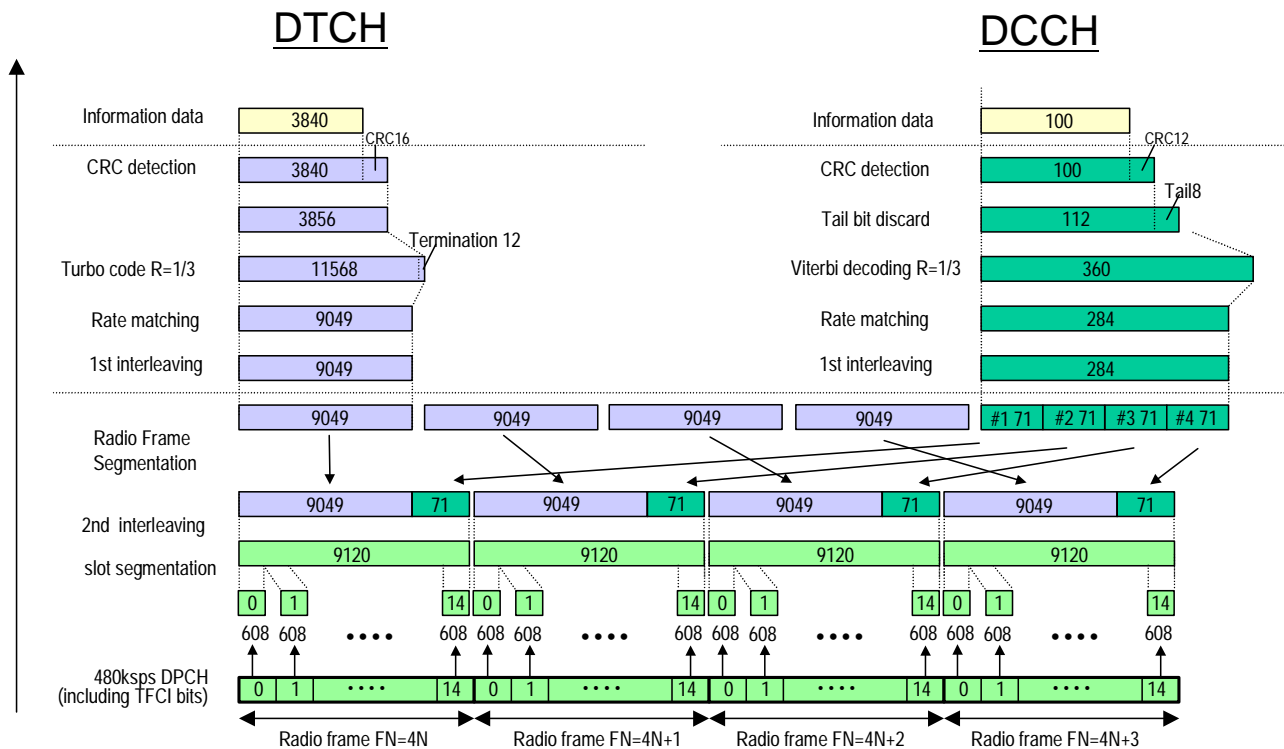 DTCH DCCH
Information data 3840 Information data 100
CRC16 CRC12
CRC detection 3840 CRC detection 100
Tail8
3856 Tail bit discard 112
Termination 12
Turbo code R=1/3 11568 Viterbi decoding R=1/3 360
Rate matching 9049 Rate matching 284
1st interleaving 9049 1st interleaving 284
9049 9049 9049 9049 #1 71 #2 71 #3 71 #4 71
Radio Frame
Segmentation
9049 71 9049 71 9049 71 9049 71
2nd interleaving
9120 9120 9120 9120
slot segmentation
0 1 14 0 1 14 0 1 14 0 1 14
608 608 •••• 608 608 608 •••• 608 608 608 •••• 608 608 608 •••• 608
480ksps DPCH
(including TFCI bits)
0 1 •••• 14 0 1 •••• 14 0 1 •••• 14 0 1 •••• 14
Radio frame FN=4N Radio frame FN=4N+1 Radio frame FN=4N+2 Radio frame FN=4N+3